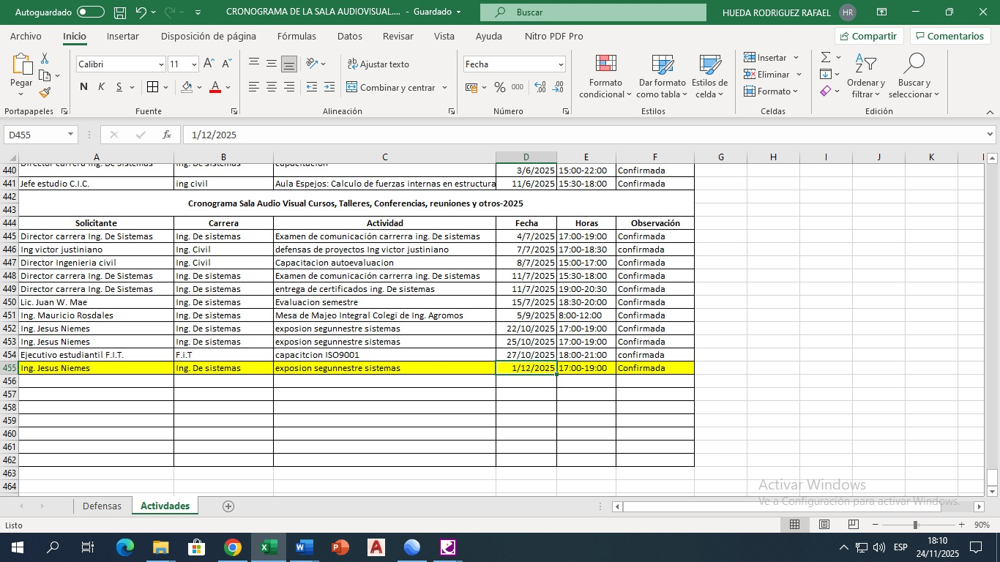 Autoguardado CRONOGRAMA DE LA SALA AUDIOVISUAL.... - Guardado Buscar HUEDA RODRIGUEZ RAFAEL HR
Archivo Inicio Insertar Disposición de página Fórmulas Datos Revisar Vista Ayuda Nitro PDF Pro Compartir Comentarios
Pegar Calibri 11 Ajustar texto Fecha Formato condicional Dar formato como tabla Estilos de celda Insertar Ordenar y filtrar Buscar y seleccionar
N K S Combinar y centrar % 000 Eliminar
Formato
Portapapeles Fuente Alineación Número Estilos Celdas Edición
D455 fx 1/12/2025
A B C D E F G H I J K
440 Director carrera Ing. De Sistemas Ing. De sistemas capacitacion 3/6/2025 15:00-22:00 Confirmada
441 Jefe estudio C.I.C. ing civil Aula Espejos: Calculo de fuerzas internas en estructura 11/6/2025 15:30-18:00 Confirmada
442
Cronograma Sala Audio Visual Cursos, Talleres, Conferencias, reuniones y otros-2025
443
444 Solicitante Carrera Actividad Fecha Horas Observación
445 Director carrera Ing. De Sistemas Ing. De sistemas Examen de comunicación carrerra ing. De sistemas 4/7/2025 17:00-19:00 Confirmada
446 Ing victor justiniano Ing. Civil defensas de proyectos Ing victor justiniano 7/7/2025 17:00-18:30 confirmada
447 Director Ingenieria civil Ing. Civil Capacitacion autoevaluacion 8/7/2025 15:00-17:00 Confirmada
448 Director carrera Ing. De Sistemas Ing. De sistemas Examen de comunicación carrerra ing. De sistemas 11/7/2025 15:30-18:00 Confirmada
449 Director carrera Ing. De Sistemas Ing. De sistemas entrega de certificados ing. De sistemas 11/7/2025 19:00-20:30 Confirmada
450 Lic. Juan W. Mae Ing. De sistemas Evaluacion semestre 15/7/2025 18:30-20:00 Confirmada
451 Ing. Mauricio Rosdales Ing. De sistemas Mesa de Majeo Integral Colegi de Ing. Agromos 5/9/2025 8:00-12:00 Confirmada
452 Ing. Jesus Niemes Ing. De sistemas exposion segunnestre sistemas 22/10/2025 17:00-19:00 Confirmada
453 Ing. Jesus Niemes Ing. De sistemas exposion segunnestre sistemas 25/10/2025 17:00-19:00 Confirmada
454 Ejecutivo estudiantil F.I.T. F.i.T capacitcion ISO9001 27/10/2025 18:00-21:00 confirmada
455 Ing. Jesus Niemes Ing. De sistemas exposion segunnestre sistemas 1/12/2025 17:00-19:00 Confirmada
456
457
458
459
460
461
462
463
464
Activar Windows
Ve a Configuración para activar Windows.
Defensas Activdades
Listo 90%
18:10
ESP
24/11/2025